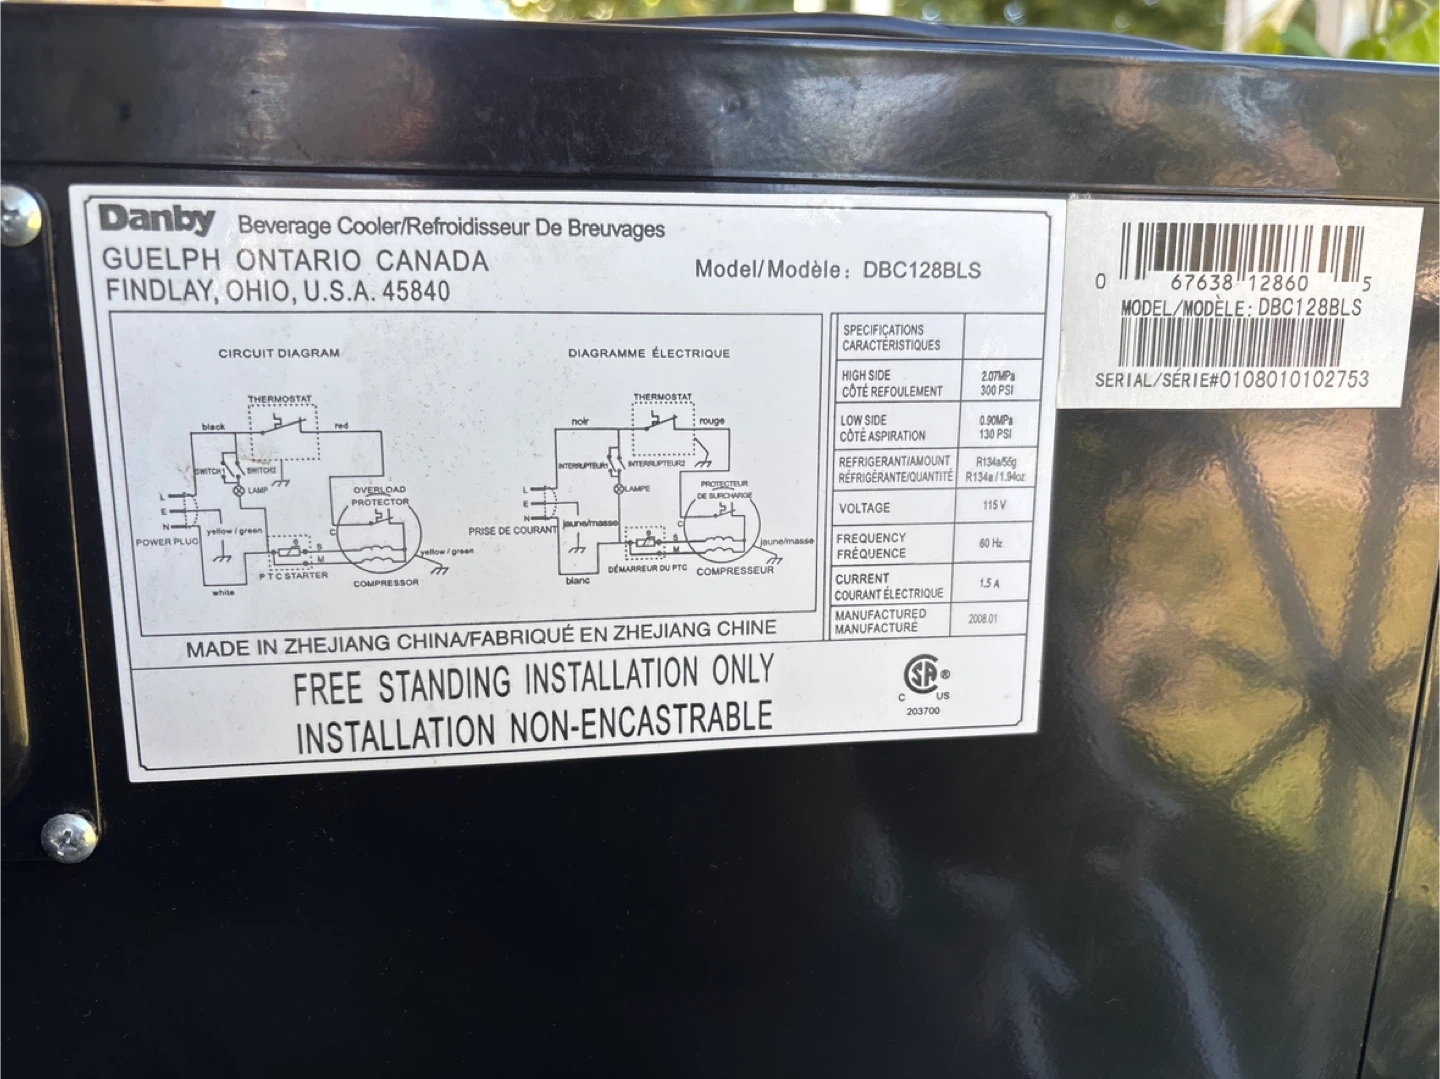 Danby Beverage Cooler/Refroidisseur De Breuvages
GUELPH ONTARIO CANADA
FINDLAY, OHIO, U.S.A. 45840
Model/Modèle: DBC128BLS
CIRCUIT DIAGRAM
THERMOSTAT
black
red
SWITCH1
SWITCH2
LAMP
OVERLOAD
PROTECTOR
L
E
N
POWER PLUG
yellow / green
C
S
M
yellow / green
PTC STARTER
COMPRESSOR
white
DIAGRAMME ÉLECTRIQUE
THERMOSTAT
noir
rouge
INTERRUPTEUR1
INTERRUPTEUR2
LAMPE
PROTECTEUR
DE SURCHARGE
L
E
N
PRISE DE COURANT
jaune/masse
C
S
M
jaune/masse
DÉMARREUR DU PTC
COMPRESSEUR
blanc
SPECIFICATIONS
CARACTÉRISTIQUES
HIGH SIDE 2.07MPa
CÔTÉ REFOULEMENT 300 PSI
LOW SIDE 0.90MPa
CÔTÉ ASPIRATION 130 PSI
REFRIGERANT/AMOUNT R134a/55g
RÉFRIGÉRANTE/QUANTITÉ R134a / 1.94oz
VOLTAGE 115 V
FREQUENCY 60 Hz
FRÉQUENCE
CURRENT 1.5 A
COURANT ÉLECTRIQUE
MANUFACTURED 2008.01
MANUFACTURÉ
MADE IN ZHEJIANG CHINA/FABRIQUÉ EN ZHEJIANG CHINE
FREE STANDING INSTALLATION ONLY
INSTALLATION NON-ENCASTRABLE
SA ®
C US
203700
0 67638 12860 5
MODEL/MODÈLE: DBC128BLS
SERIAL/SÉRIE#0108010102753